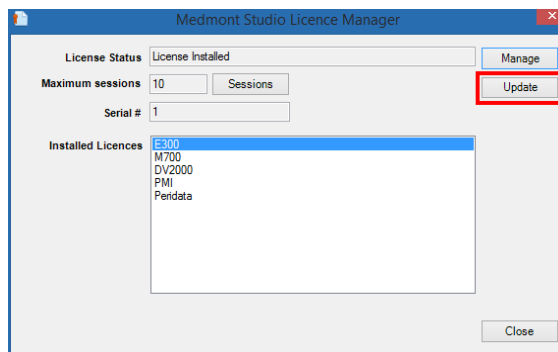 Medmont Studio Licence Manager
License Status License Installed Manage
Maximum sessions 10 Sessions Update
Serial # 1
Installed Licences E300
M700
DV2000
PMI
Peridata
Close